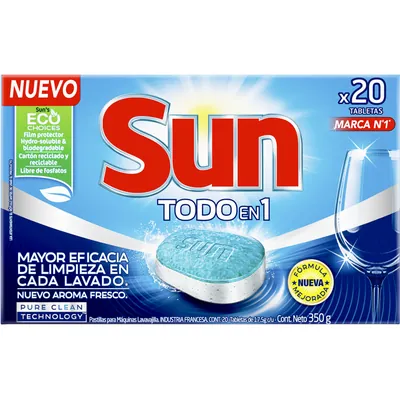 NUEVO
Sun's
ECO
CHOICES
Film protector
Hydro-soluble &
biodegradable
Cartón reciclado y
reciclable
Libre de fosfatos
x20
TABLETAS
MARCA Nº1*
Sun
TODO EN 1
Sun
MAYOR EFICACIA
DE LIMPIEZA EN
CADA LAVADO.
NUEVO AROMA FRESCO.
PURE CLEAN
TECHNOLOGY
FÓRMULA
NUEVA
MEJORADA
Pastillas para Máquinas Lavavajilla. INDUSTRIA FRANCESA. CONT. 20 Tabletas de 17,5g c/u - Cont. Neto 350 g